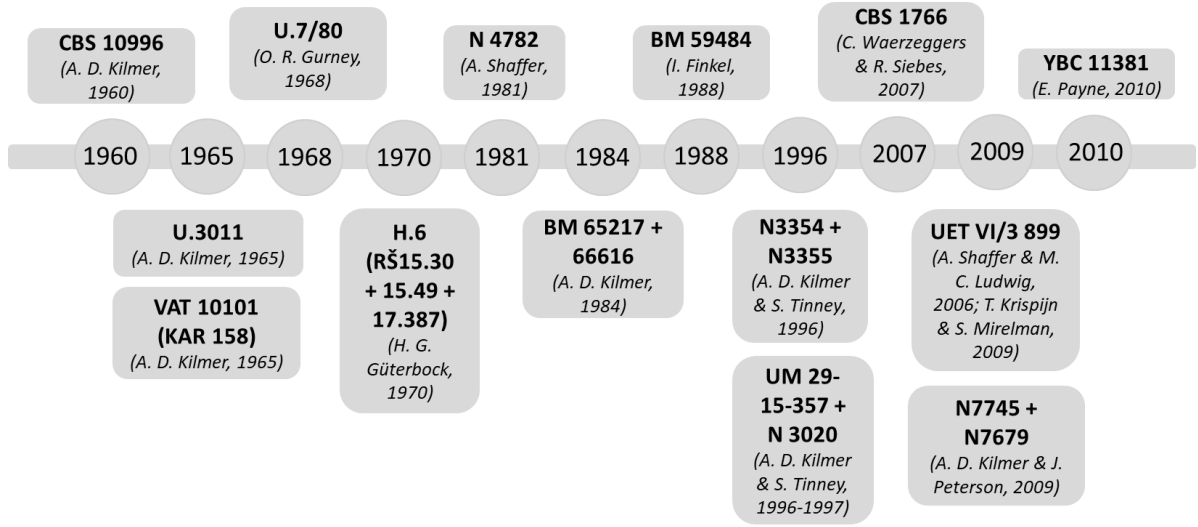 CBS 10996
(A. D. Kilmer,
1960)
U.7/80
(O. R. Gurney,
1968)
N 4782
(A. Shaffer,
1981)
BM 59484
(I. Finkel,
1988)
CBS 1766
(C. Waerzeggers
& R. Siebes,
2007)
YBC 11381
(E. Payne, 2010)
1960
1965
1968
1970
1981
1984
1988
1996
2007
2009
2010
U.3011
(A. D. Kilmer, 1965)
VAT 10101
(KAR 158)
(A. D. Kilmer, 1965)
H.6
(RŠ15.30
+ 15.49 +
17.387)
(H. G.
Güterbock,
1970)
BM 65217 +
66616
(A. D. Kilmer,
1984)
N3354 +
N3355
(A. D. Kilmer
& S. Tinney,
1996)
UM 29-
15-357 +
N 3020
(A. D. Kilmer
& S. Tinney,
1996-1997)
UET VI/3 899
(A. Shaffer & M.
C. Ludwig,
2006; T. Krispijn
& S. Mirelman,
2009)
N7745 +
N7679
(A. D. Kilmer & J.
Peterson, 2009)